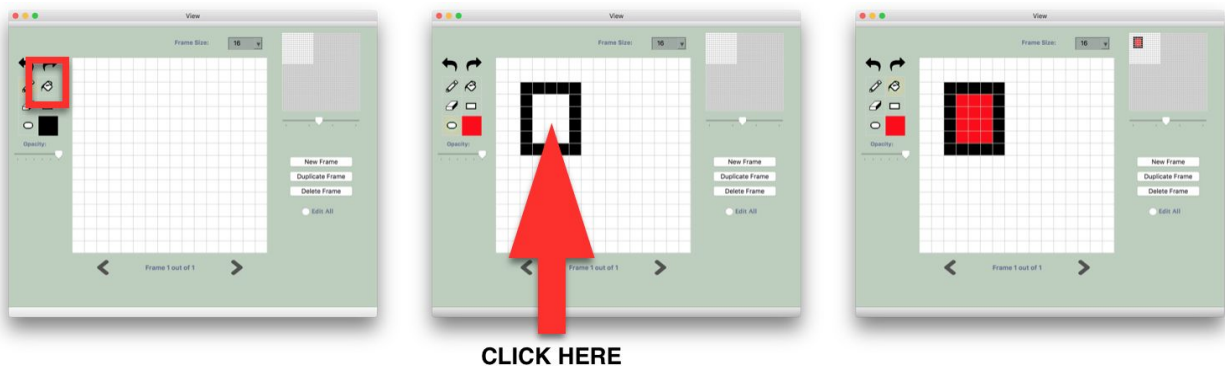 View
Frame Size: 16
Opacity:
New Frame
Duplicate Frame
Delete Frame
Edit All
Frame 1 out of 1
View
Frame Size: 16
Opacity:
New Frame
Duplicate Frame
Delete Frame
Edit All
Frame 1 out of 1
CLICK HERE
View
Frame Size: 16
Opacity:
New Frame
Duplicate Frame
Delete Frame
Edit All
Frame 1 out of 1